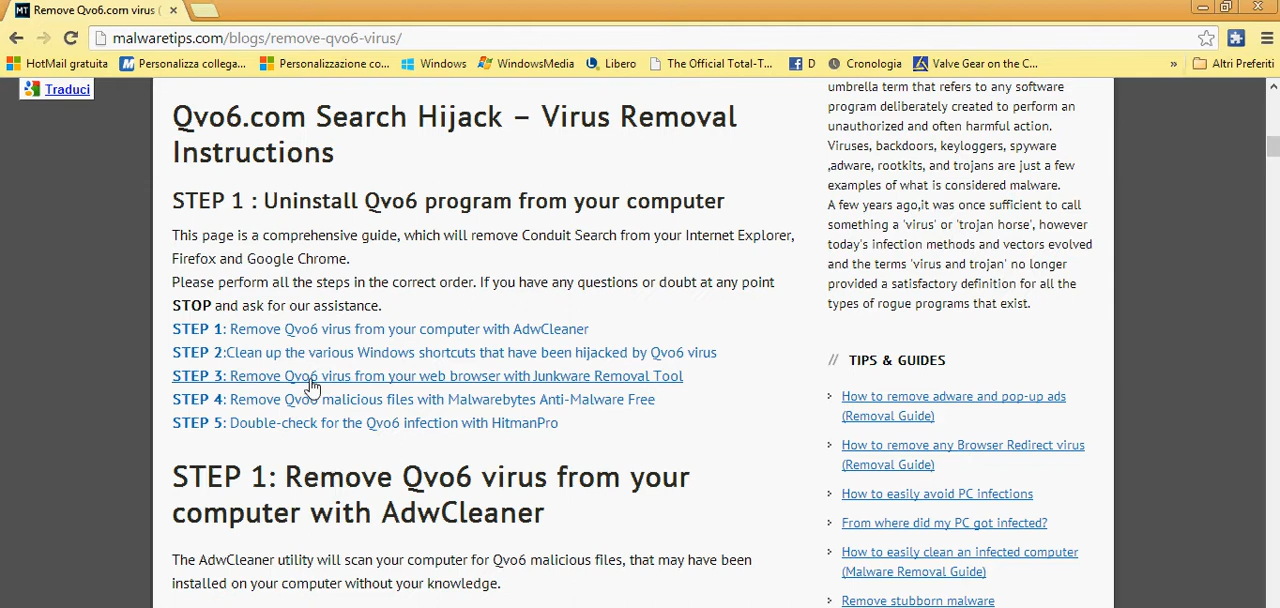 MT Remove Qvo6.com virus (
malwaretips.com/blogs/remove-qvo6-virus/
HotMail gratuita Personalizza collega... Personalizzazione co... Windows WindowsMedia Libero The Official Total-T... D Cronologia Valve Gear on the C... » Altri Preferiti
Traduci
Qvo6.com Search Hijack – Virus Removal
Instructions
STEP 1 : Uninstall Qvo6 program from your computer
This page is a comprehensive guide, which will remove Conduit Search from your Internet Explorer,
Firefox and Google Chrome.
Please perform all the steps in the correct order. If you have any questions or doubt at any point
STOP and ask for our assistance.
STEP 1: Remove Qvo6 virus from your computer with AdwCleaner
STEP 2:Clean up the various Windows shortcuts that have been hijacked by Qvo6 virus
STEP 3: Remove Qvo6 virus from your web browser with Junkware Removal Tool
STEP 4: Remove Qvo6 malicious files with Malwarebytes Anti-Malware Free
STEP 5: Double-check for the Qvo6 infection with HitmanPro
STEP 1: Remove Qvo6 virus from your
computer with AdwCleaner
The AdwCleaner utility will scan your computer for Qvo6 malicious files, that may have been
installed on your computer without your knowledge.
umbrella term that refers to any software
program deliberately created to perform an
unauthorized and often harmful action.
Viruses, backdoors, keyloggers, spyware
,adware, rootkits, and trojans are just a few
examples of what is considered malware.
A few years ago,it was once sufficient to call
something a 'virus' or 'trojan horse', however
today's infection methods and vectors evolved
and the terms 'virus and trojan' no longer
provided a satisfactory definition for all the
types of rogue programs that exist.
// TIPS & GUIDES
How to remove adware and pop-up ads
(Removal Guide)
How to remove any Browser Redirect virus
(Removal Guide)
How to easily avoid PC infections
From where did my PC got infected?
How to easily clean an infected computer
(Malware Removal Guide)
Remove stubborn malware